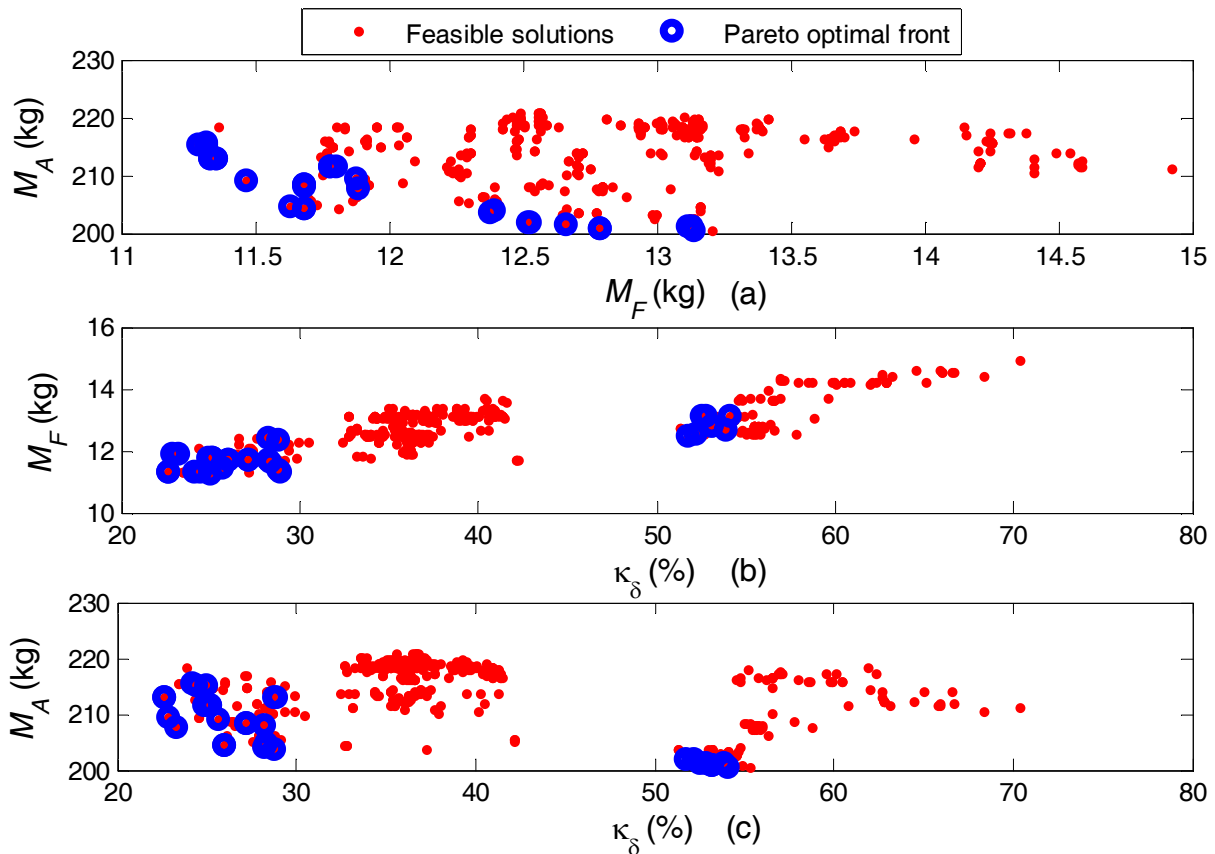 Feasible solutions Pareto optimal front
230
220
210
200
M_A (kg)
11 11.5 12 12.5 13 13.5 14 14.5 15
M_F (kg) (a)
16
14
12
10
M_F (kg)
20 30 40 50 60 70 80
κ_δ (%) (b)
230
220
210
200
M_A (kg)
20 30 40 50 60 70 80
κ_δ (%) (c)